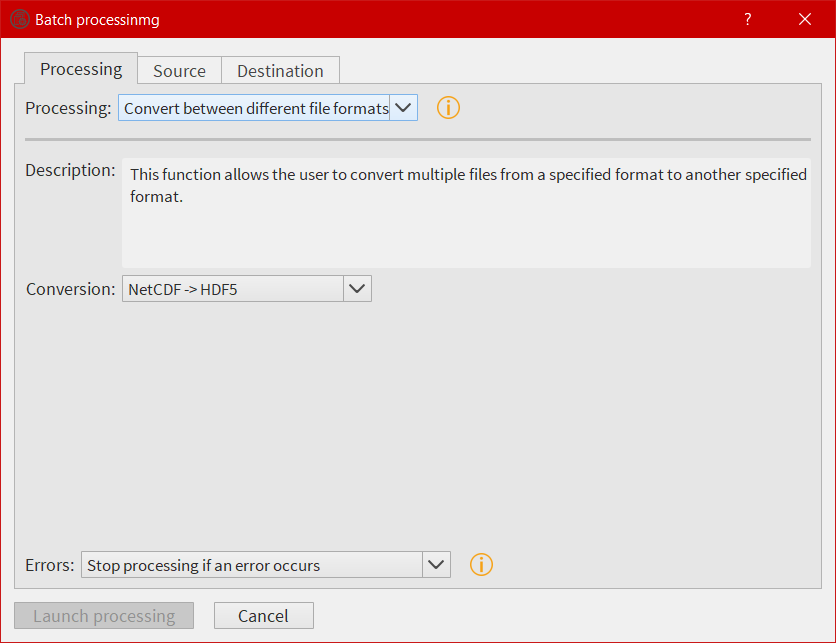 Batch processinmg
?
Processing
Source
Destination
Processing: Convert between different file formats
Description: This function allows the user to convert multiple files from a specified format to another specified
format.
Conversion: NetCDF -> HDF5
Errors: Stop processing if an error occurs
Launch processing
Cancel